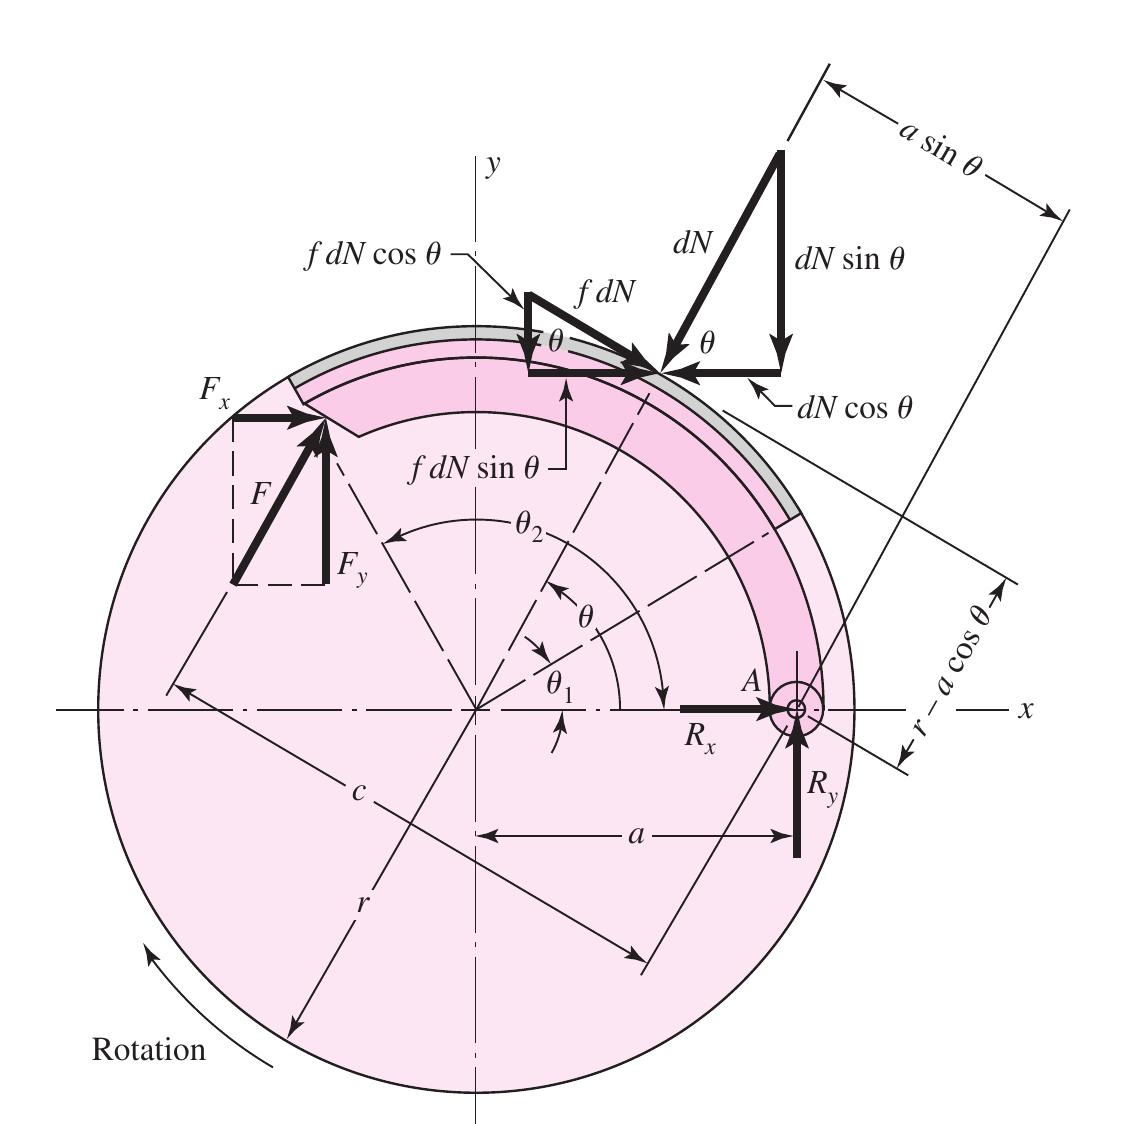 a sin θ
y
f dN cos θ
dN
dN sin θ
f dN
θ
θ
F_x
dN cos θ
f dN sin θ
F
θ_2
F_y
θ
r – a cos θ
A
θ_1
x
R_x
R_y
c
a
r
Rotation